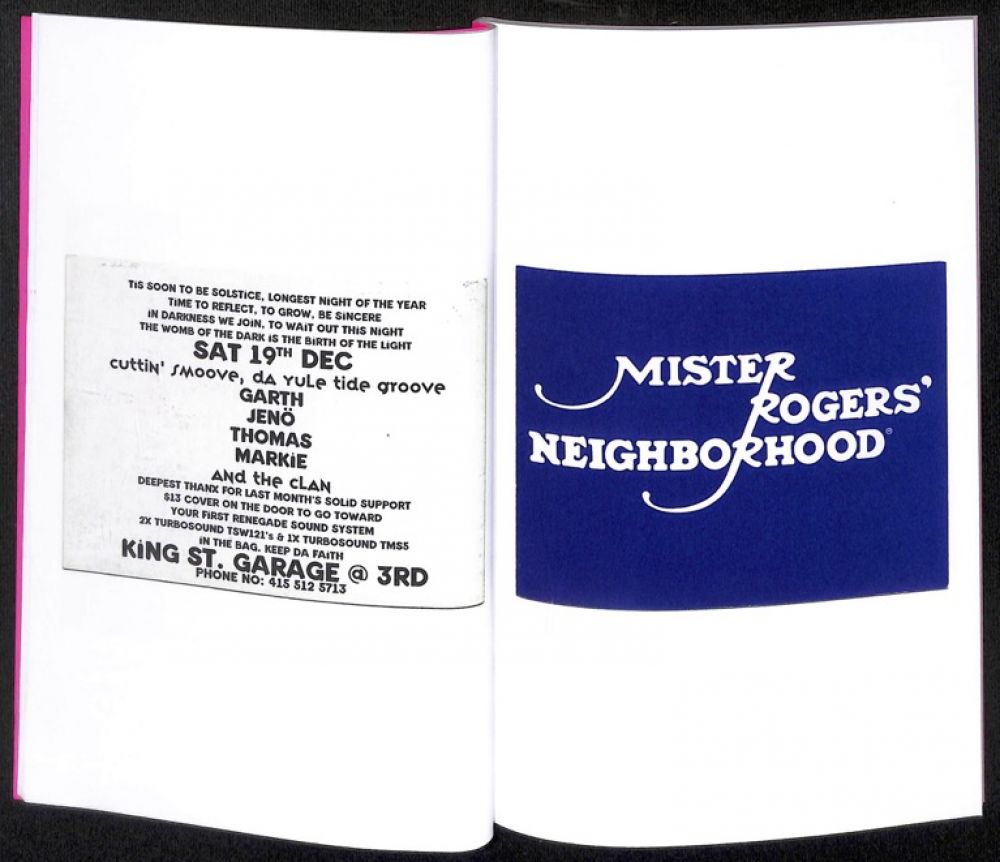 TiS SOON TO BE SOLSTiCE, LONGEST NiGHT OF THE YEAR
TiME TO REFLECT, TO GROW, BE SiNCERE
iN DARKNESS WE JOiN, TO WAiT OUT THiS NiGHT
THE WOMB OF THE DARK iS THE BiRTH OF THE LiGHT
SAT 19TH DEC
cuttin' smoove, da yule tide groove
GARTH
JENÖ
THOMAS
MARKiE
And the cLAN
DEEPEST THANX FOR LAST MONTH'S SOLiD SUPPORT
$13 COVER ON THE DOOR TO GO TOWARD
YOUR FiRST RENEGADE SOUND SYSTEM
2X TURBOSOUND TSW121's & 1X TURBOSOUND TMS5
iN THE BAG. KEEP DA FAiTH
KiNG ST. GARAGE @ 3RD
PHONE NO: 415 512 5713
MISTER
ROGERS'
NEIGHBORHOOD®